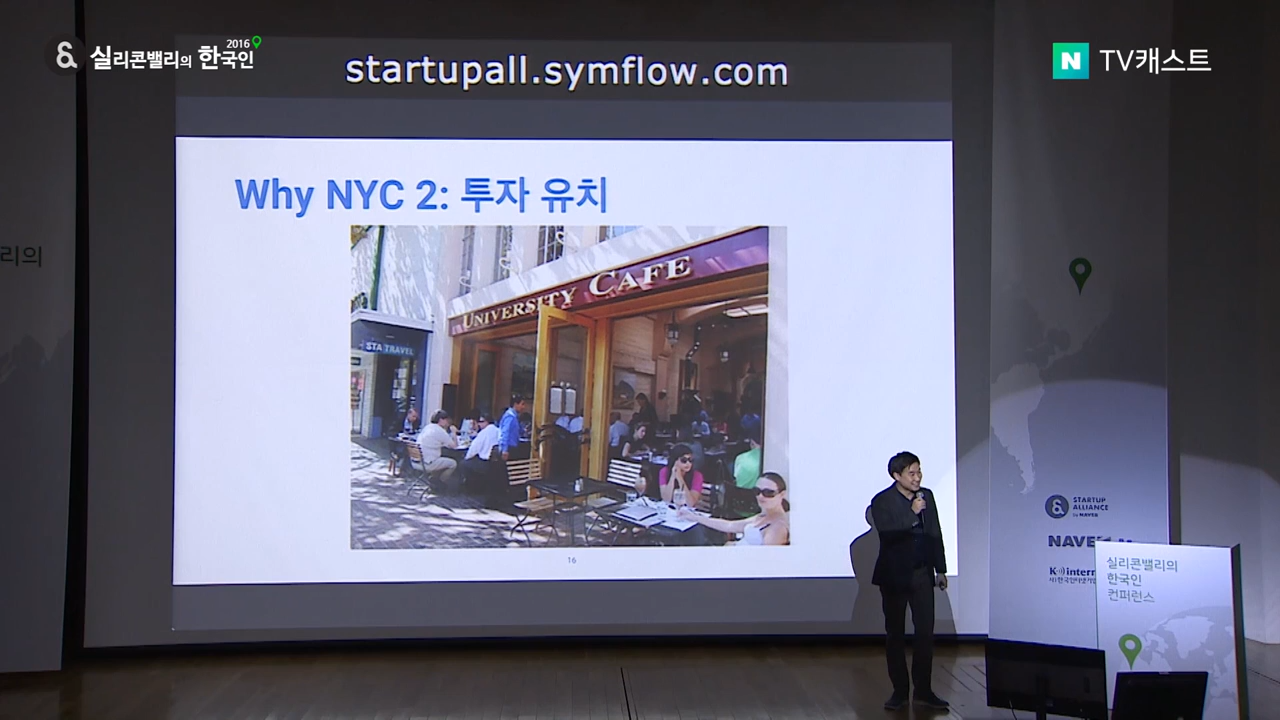 2016
실리콘밸리의 한국인
startupall.symflow.com
N TV캐스트
Why NYC 2: 투자 유치
UNIVERSITY CAFE
STA TRAVEL
16
리의
STARTUP
ALLIANCE
by NAVER
실리콘밸리의
한국인
컨퍼런스